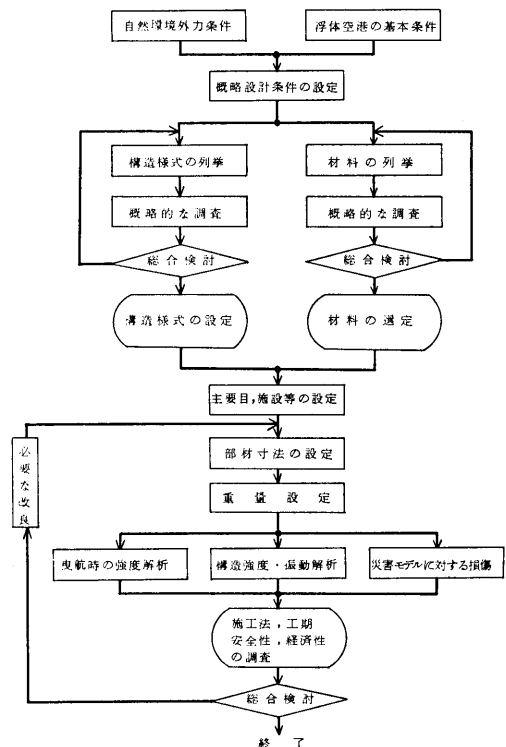 自然環境外力条件
浮体空港の基本条件
概略設計条件の設定
構造様式の列挙
材料の列挙
概略的な調査
概略的な調査
総合検討
総合検討
構造様式の設定
材料の選定
主要目,施設等の設定
必要な改良
部材寸法の設定
重量設定
曳航時の強度解析
構造強度・振動解析
災害モデルに対する損傷
施工法,工期
安全性,経済性
の調査
総合検討
終了